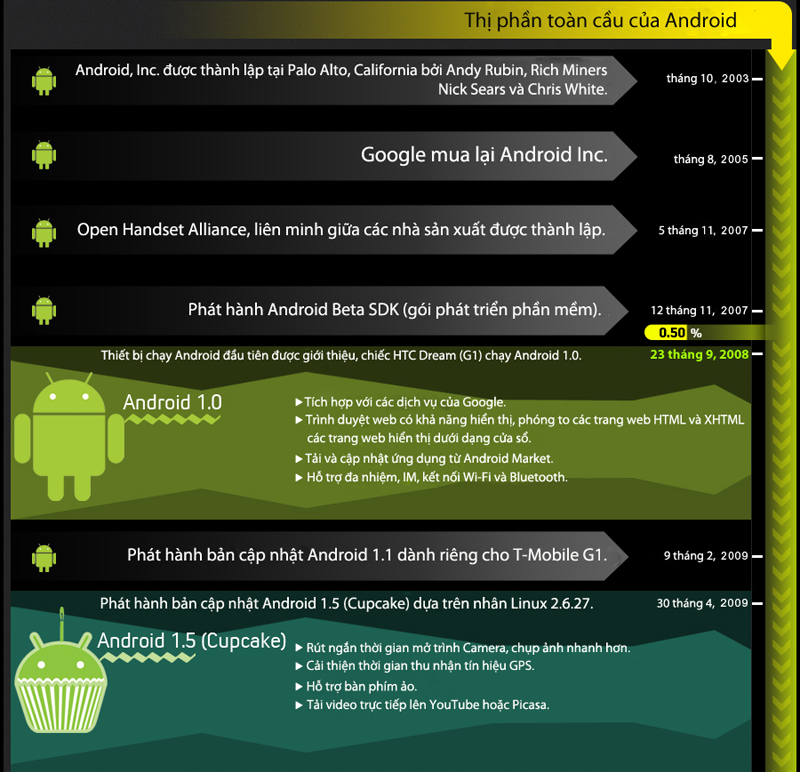 Thị phần toàn cầu của Android
Android, Inc. được thành lập tại Palo Alto, California bởi Andy Rubin, Rich Miners
Nick Sears và Chris White.
tháng 10, 2003
Google mua lại Android Inc.
tháng 8, 2005
Open Handset Alliance, liên minh giữa các nhà sản xuất được thành lập.
5 tháng 11, 2007
Phát hành Android Beta SDK (gói phát triển phần mềm).
12 tháng 11, 2007
0.50 %
Thiết bị chạy Android đầu tiên được giới thiệu, chiếc HTC Dream (G1) chạy Android 1.0.
23 tháng 9, 2008
Android 1.0
▶Tích hợp với các dịch vụ của Google.
▶Trình duyệt web có khả năng hiển thị, phóng to các trang web HTML và XHTML
các trang web hiển thị dưới dạng cửa sổ.
▶Tải và cập nhật ứng dụng từ Android Market.
▶Hỗ trợ đa nhiệm, IM, kết nối Wi-Fi và Bluetooth.
Phát hành bản cập nhật Android 1.1 dành riêng cho T-Mobile G1.
9 tháng 2, 2009
Phát hành bản cập nhật Android 1.5 (Cupcake) dựa trên nhân Linux 2.6.27.
30 tháng 4, 2009
Android 1.5 (Cupcake)
▶ Rút ngắn thời gian mở trình Camera, chụp ảnh nhanh hơn.
▶ Cải thiện thời gian thu nhận tín hiệu GPS.
▶ Hỗ trợ bàn phím ảo.
▶ Tải video trực tiếp lên YouTube hoặc Picasa.